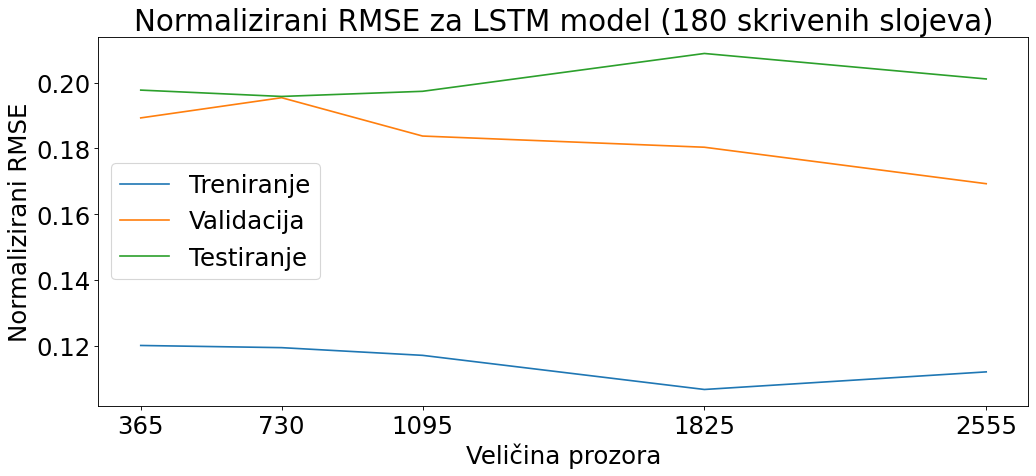 Normalizirani RMSE za LSTM model (180 skrivenih slojeva)
Normalizirani RMSE
0.20
0.18
0.16
0.14
0.12
Treniranje
Validacija
Testiranje
365 730 1095 1825 2555
Veličina prozora